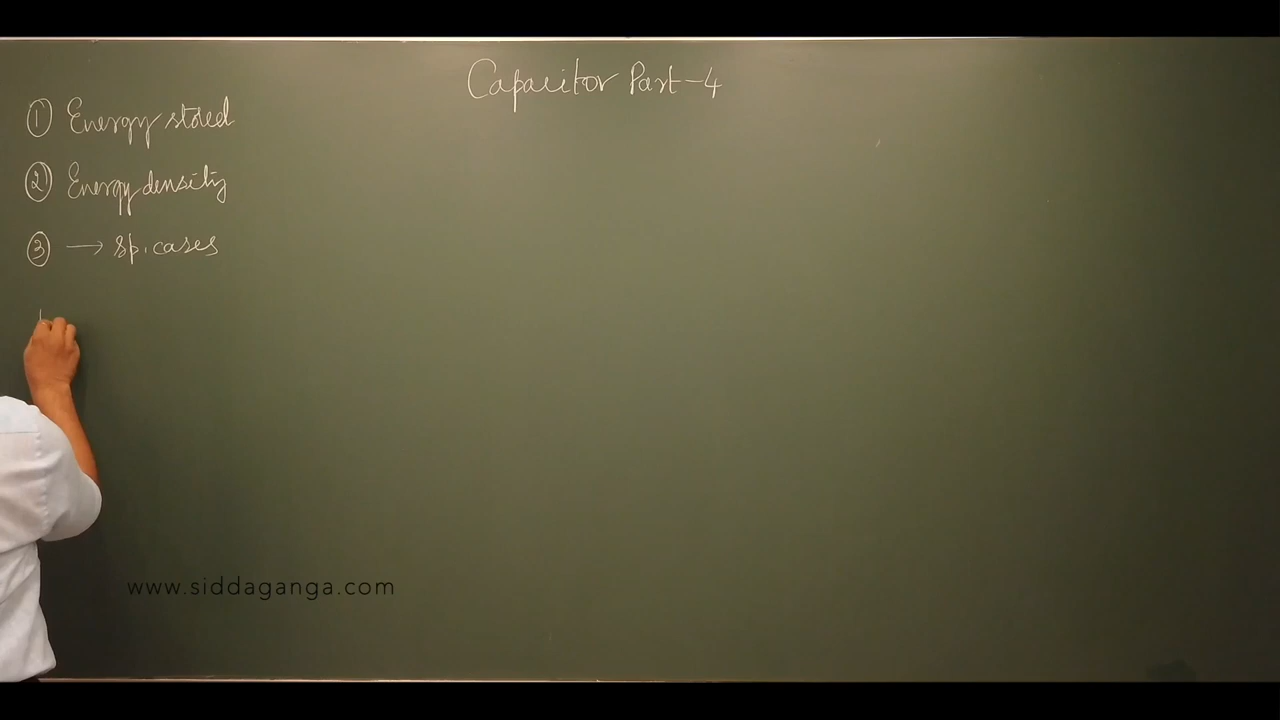 Capacitor Part-4
① Energy stored
② Energy density
③ → sp. cases
www.siddaganga.com